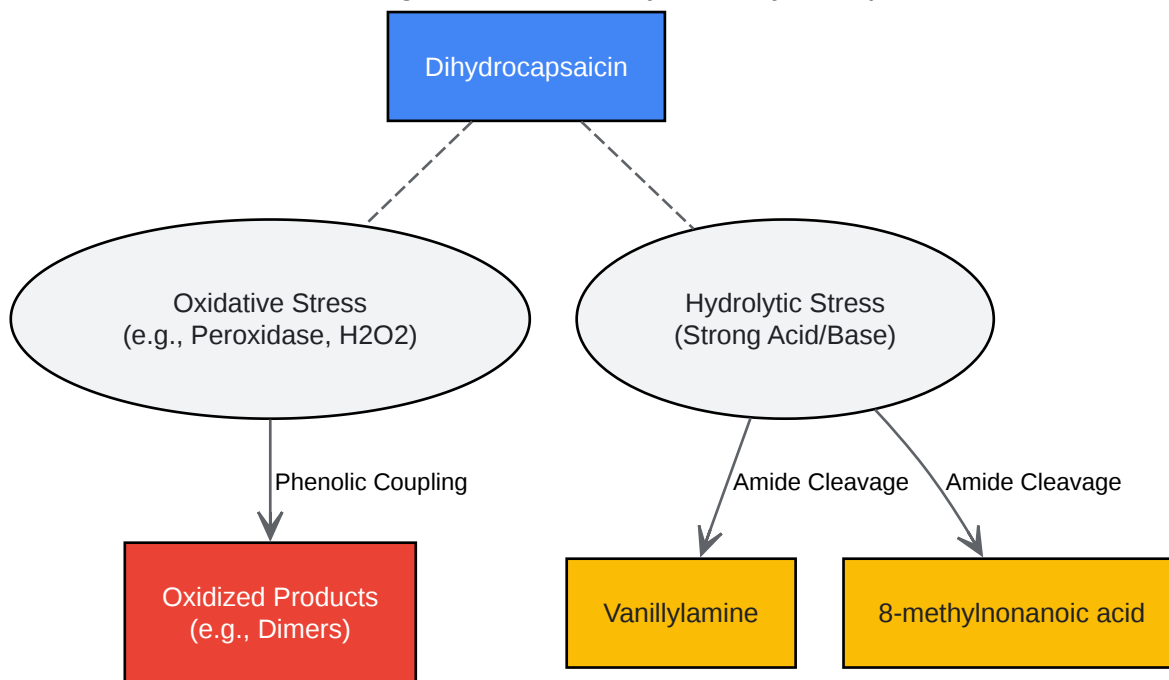 Dihydrocapsaicin
Oxidative Stress
(e.g., Peroxidase, H2O2)
Hydrolytic Stress
(Strong Acid/Base)
Phenolic Coupling
Amide Cleavage
Amide Cleavage
Oxidized Products
(e.g., Dimers)
Vanillylamine
8-methylnonanoic acid